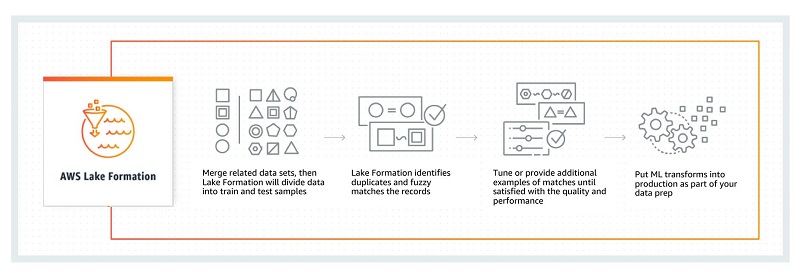 AWS Lake Formation
Merge related data sets, then
Lake Formation will divide data
into train and test samples
Lake Formation identifies
duplicates and fuzzy
matches the records
Tune or provide additional
examples of matches until
satisfied with the quality and
performance
Put ML transforms into
production as part of your
data prep